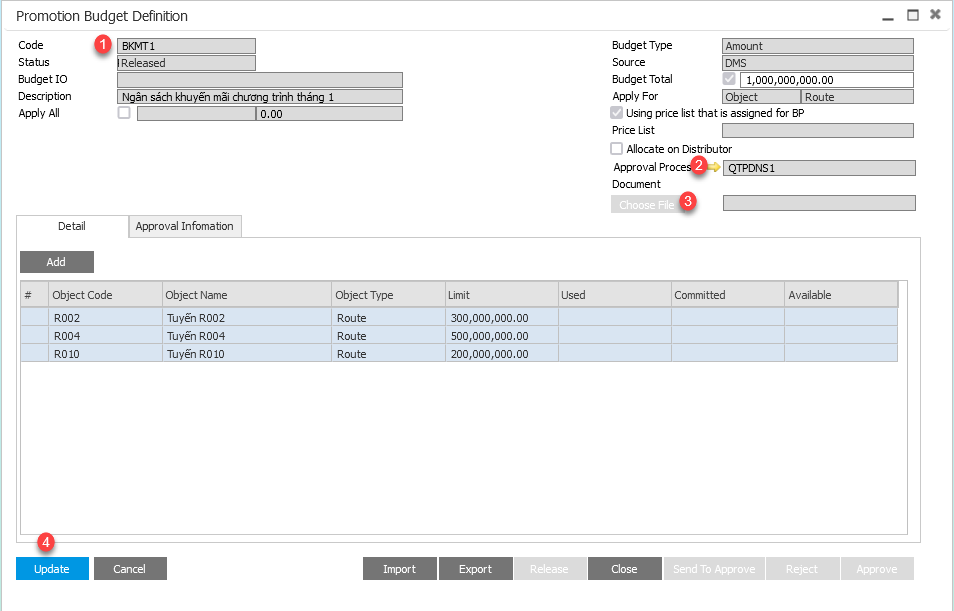 Promotion Budget Definition
Code 1 BKMT1
Status Released
Budget IO
Description Ngân sách khuyến mãi chương trình tháng 1
Apply All 0.00
Budget Type Amount
Source DMS
Budget Total 1,000,000,000.00
Apply For Object Route
Using price list that is assigned for BP
Price List
Allocate on Distributor
Approval Proces 2 QTPDNS1
Document
Choose File 3
Detail Approval Infomation
Add
# Object Code Object Name Object Type Limit Used Committed Available
R002 Tuyến R002 Route 300,000,000.00
R004 Tuyến R004 Route 500,000,000.00
R010 Tuyến R010 Route 200,000,000.00
4
Update Cancel Import Export Release Close Send To Approve Reject Approve